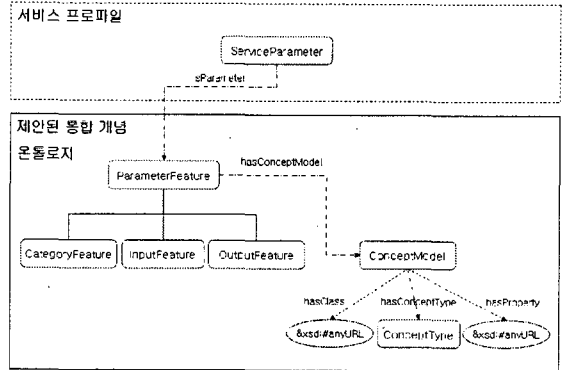 서비스 프로파일
ServiceParameter
sParameter
제안된 통합 개념
온톨로지
hasConceptModel
ParameterFeature
CategoryFeature
InputFeature
OutputFeature
ConceptModel
hasClass
hasConceptType
hasProperty
&xsd;#anyURL
ConceptType
&xsd;#anyURL